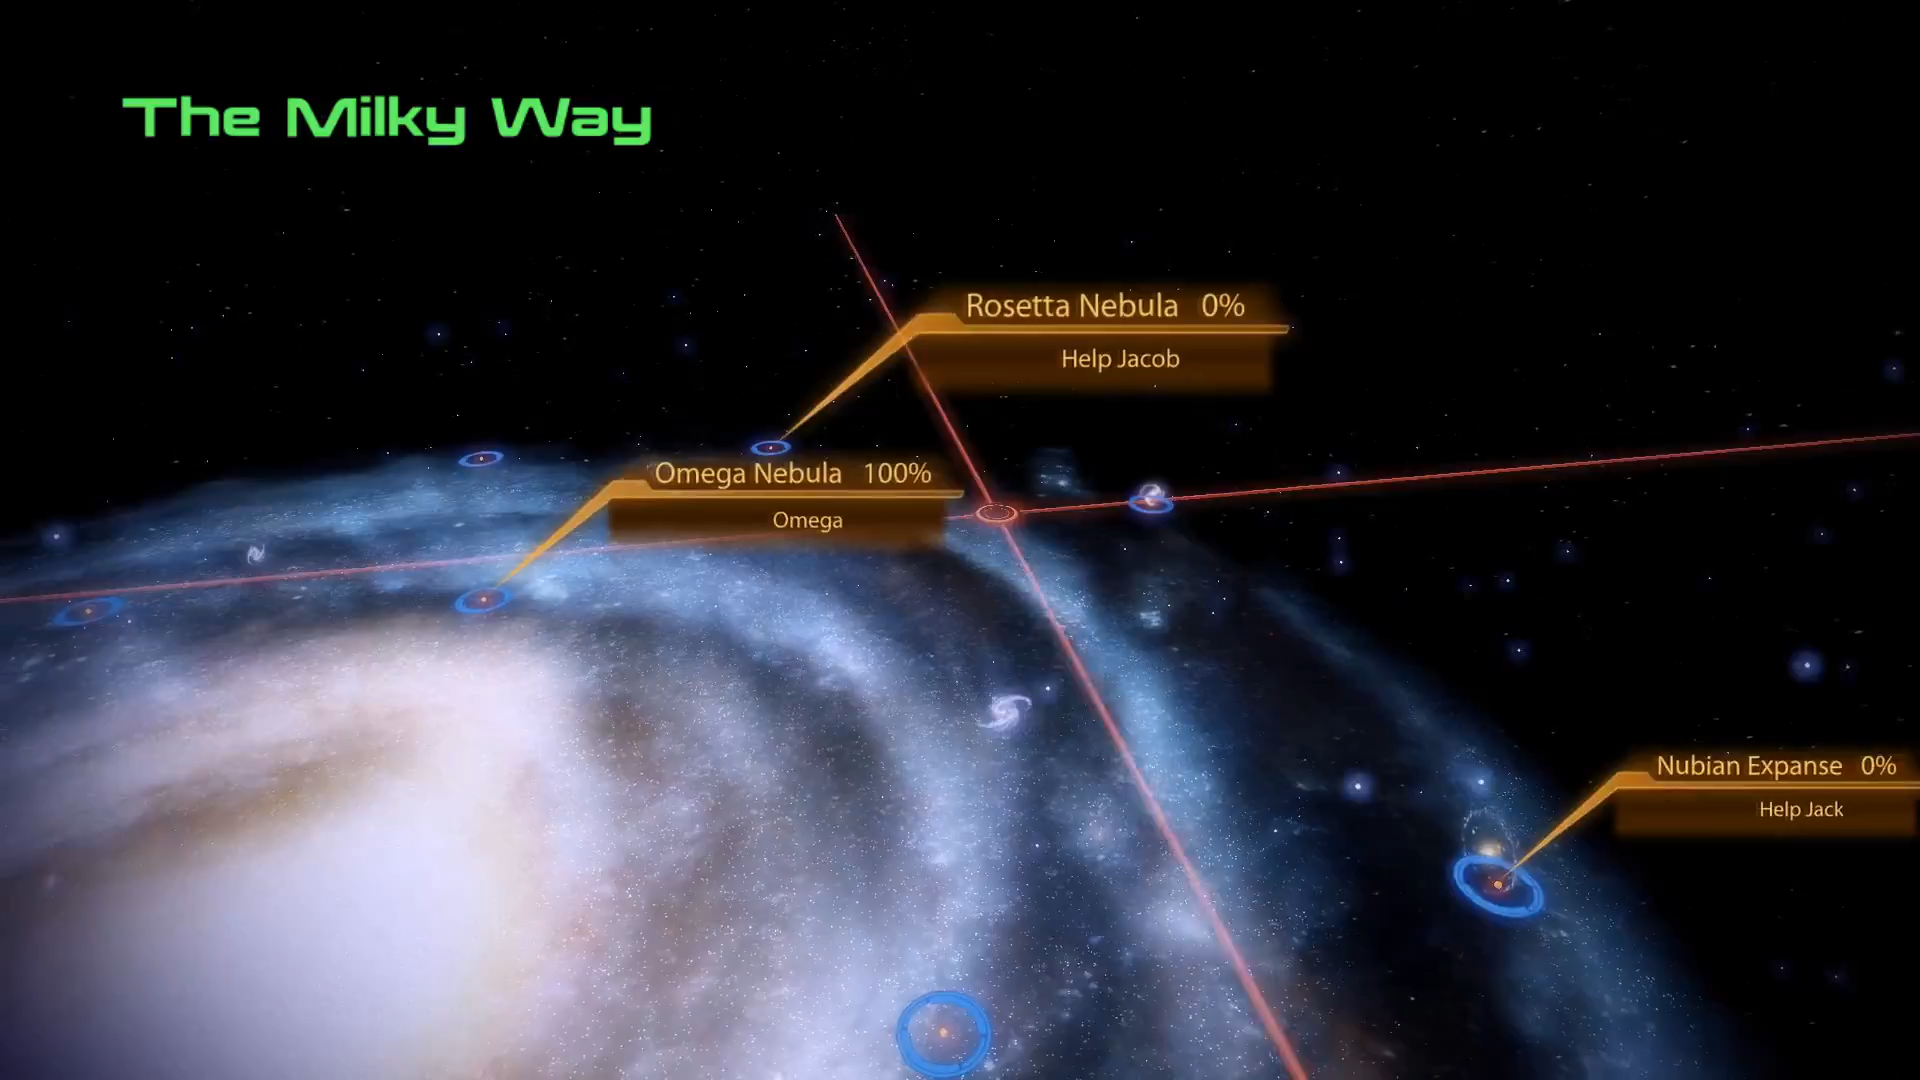 The Milky Way
Rosetta Nebula 0%
Help Jacob
Omega Nebula 100%
Omega
Nubian Expanse 0%
Help Jack